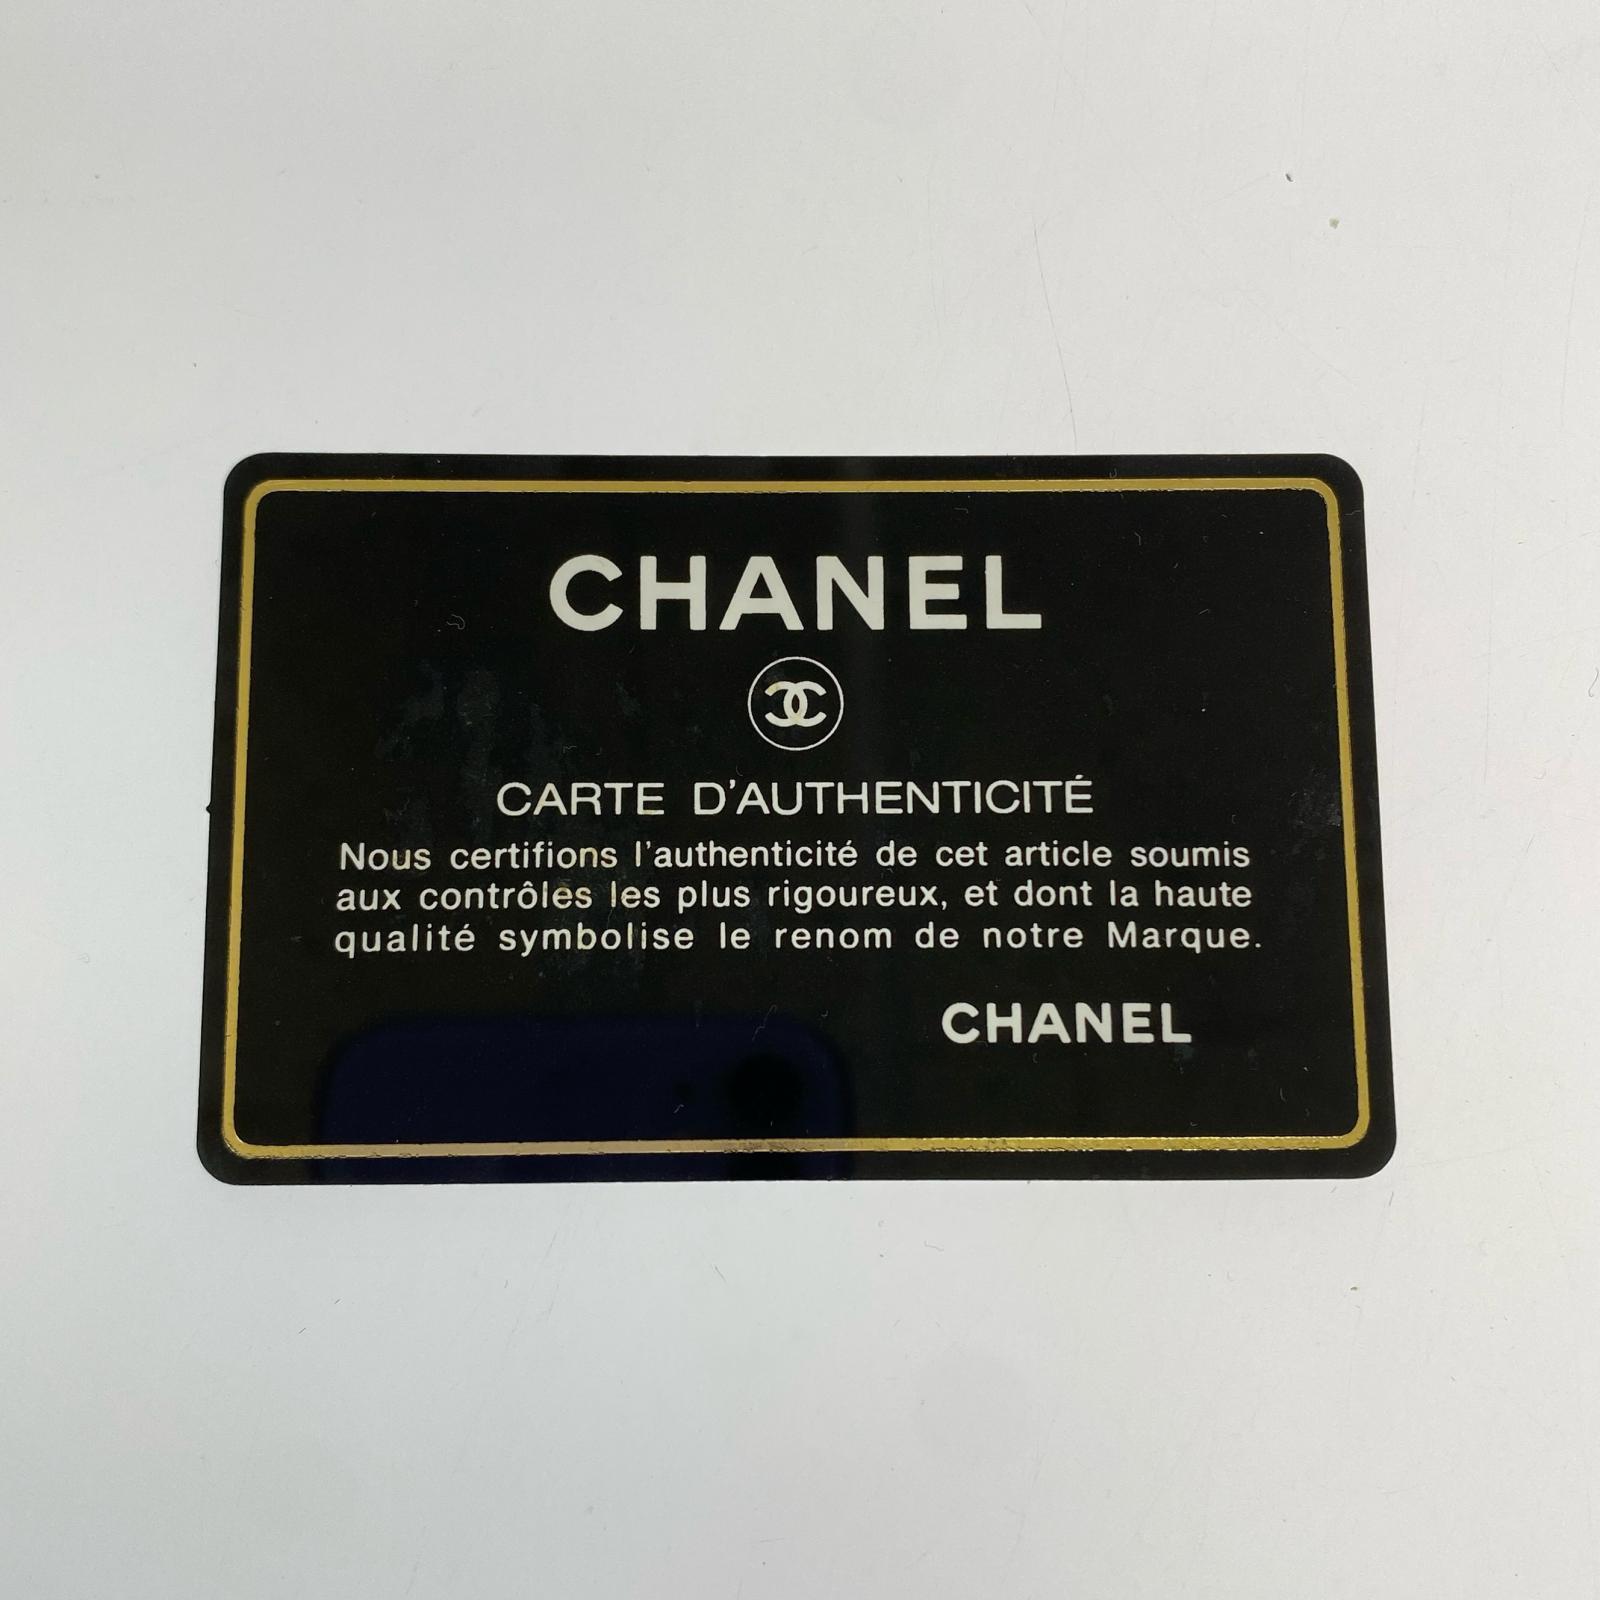 CHANEL
CARTE D'AUTHENTICITÉ
Nous certifions l'authenticité de cet article soumis
aux contrôles les plus rigoureux, et dont la haute
qualité symbolise le renom de notre Marque.
CHANEL